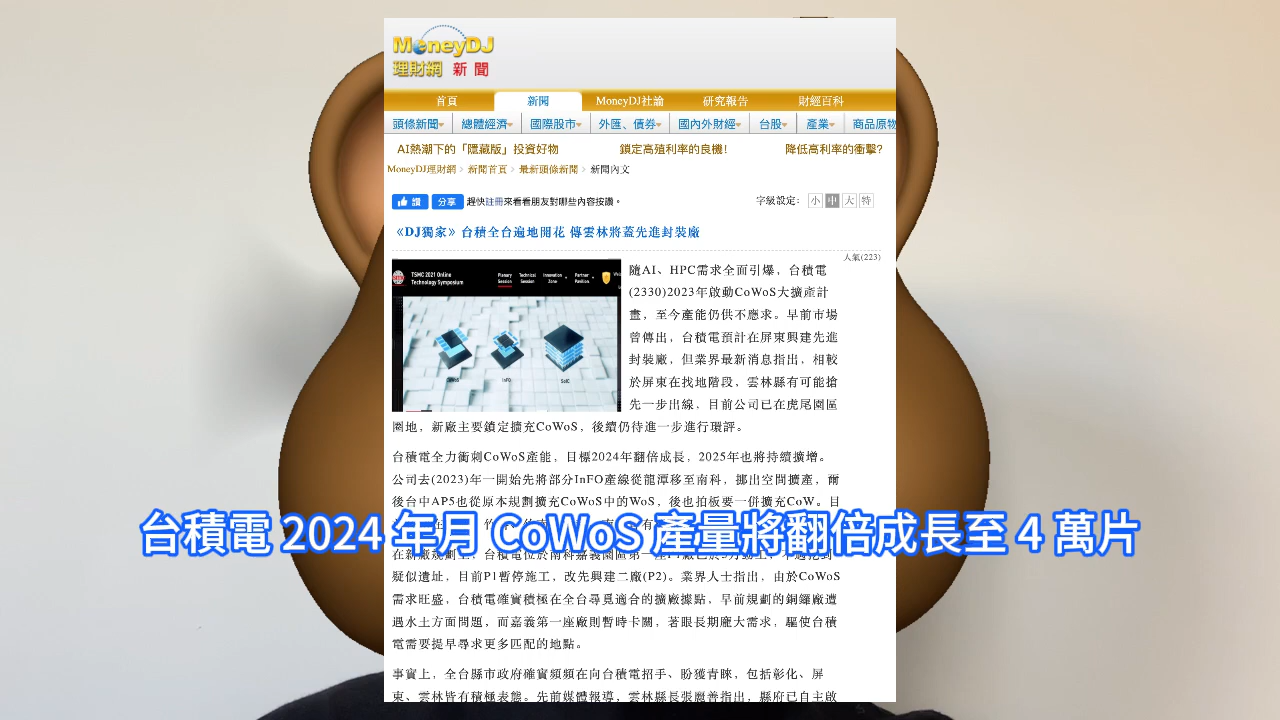 MoneyDJ
理財網 新聞
首頁 新聞 MoneyDJ社論 研究報告 財經百科
頭條新聞 總體經濟 國際股市 外匯、債券 國內外財經 台股 產業 商品原物
AI熱潮下的「隱藏版」投資好物 鎖定高殖利率的良機! 降低高利率的衝擊?
MoneyDJ理財網 > 新聞首頁 > 最新頭條新聞 > 新聞內文
讚 分享 趕快註冊來看看朋友對哪些內容按讚。 字級設定: 小 中 大 特
《DJ獨家》台積全台遍地開花 傳雲林將蓋先進封裝廠
人氣(223)
TSMC 2021 Online
Technology Symposium
Plenary Session Technical Session Innovation Zone Partner Pavilion
InFO SoIC
隨AI、HPC需求全面引爆，台積電
(2330)2023年啟動CoWoS大擴產計
畫，至今產能仍供不應求。早前市場
曾傳出，台積電預計在屏東興建先進
封裝廠，但業界最新消息指出，相較
於屏東在找地階段，雲林縣有可能搶
先一步出線，目前公司已在虎尾園區
圈地，新廠主要鎖定擴充CoWoS，後續仍待進一步進行環評。
台積電全力衝刺CoWoS產能，目標2024年翻倍成長，2025年也將持續擴增。
公司去(2023)年一開始先將部分InFO產線從龍潭移至南科，挪出空間擴產，爾
後台中AP5也從原本規劃擴充CoWoS中的WoS，後也拍板要一併擴充CoW。目
台積電 2024 年月 CoWoS 產量將翻倍成長至 4 萬片
疑似遺址，目前P1暫停施工，改先興建二廠(P2)。業界人士指出，由於CoWoS
需求旺盛，台積電確實積極在全台尋覓適合的擴廠據點，早前規劃的銅鑼廠遭
遇水土方面問題，而嘉義第一座廠則暫時卡關，著眼長期龐大需求，驅使台積
電需要提早尋求更多匹配的地點。
事實上，全台縣市政府確實頻頻在向台積電招手、盼獲青睞，包括彰化、屏
東、雲林皆有積極表態。先前媒體報導，雲林縣長張麗善指出，縣府已自主啟